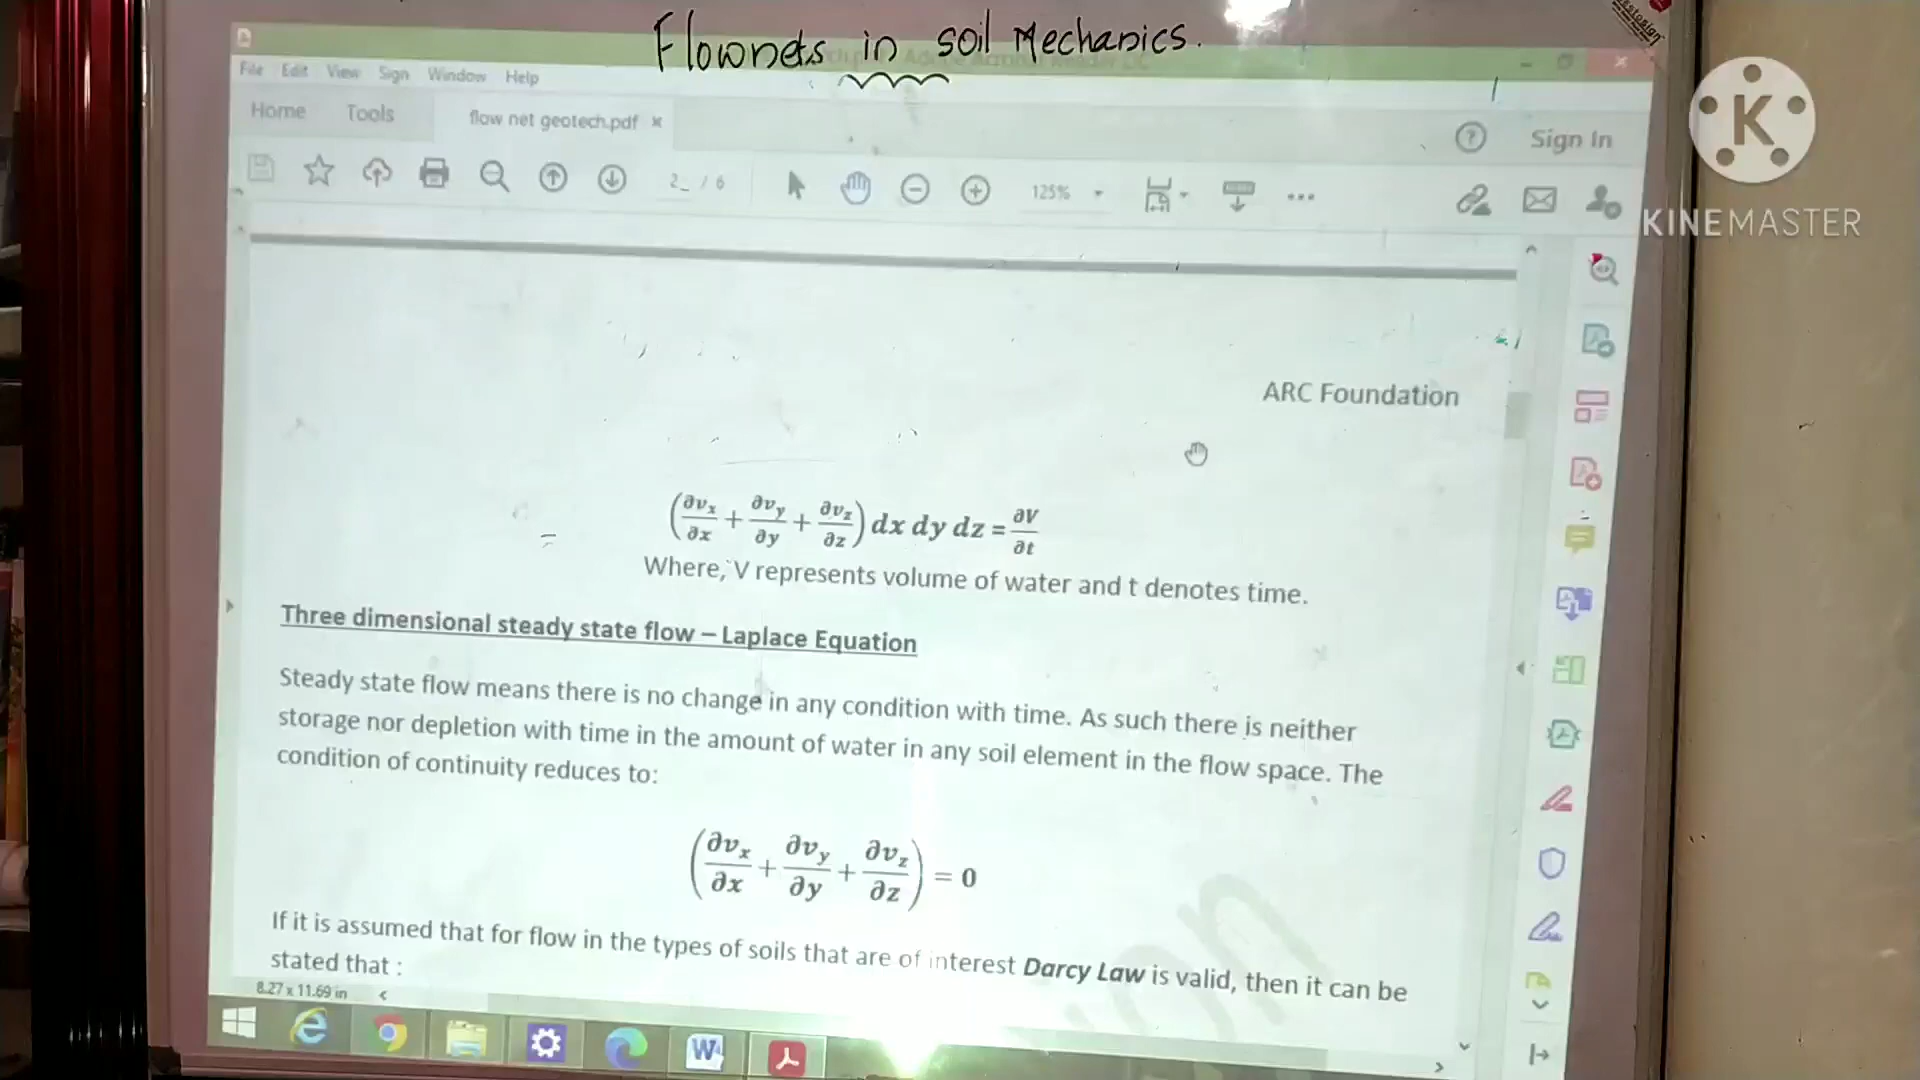 Flownets in soil Mechanics.
File Edit View Sign Window Help
Home Tools flow net geotech.pdf ×
Sign In
2 / 6 125%
KINEMASTER
K
ARC Foundation
(∂vx/∂x + ∂vy/∂y + ∂vz/∂z) dx dy dz = ∂V/∂t
Where, V represents volume of water and t denotes time.
Three dimensional steady state flow – Laplace Equation
Steady state flow means there is no change in any condition with time. As such there is neither
storage nor depletion with time in the amount of water in any soil element in the flow space. The
condition of continuity reduces to:
(∂vx/∂x + ∂vy/∂y + ∂vz/∂z) = 0
If it is assumed that for flow in the types of soils that are of interest Darcy Law is valid, then it can be
stated that :
8.27 x 11.69 in